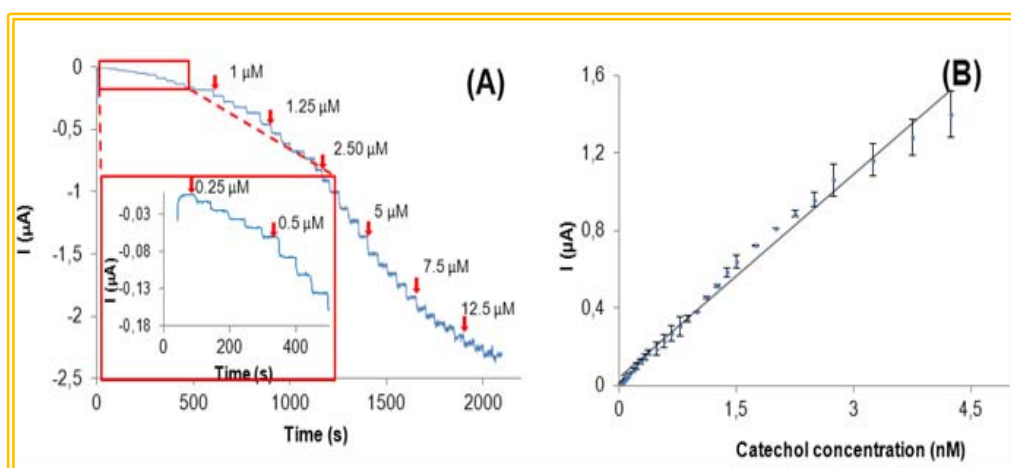 (A)
I (µA)
0
-0,5
-1
-1,5
-2
-2,5
1 µM
1.25 µM
2.50 µM
5 µM
7.5 µM
12.5 µM
0 500 1000 1500 2000
Time (s)
0.25 µM
0.5 µM
I (µA)
-0,03
-0,08
-0,13
-0,18
0 200 400
Time (s)
(B)
I (µA)
1,6
1,2
0,8
0,4
0
0 1,5 3 4,5
Catechol concentration (nM)